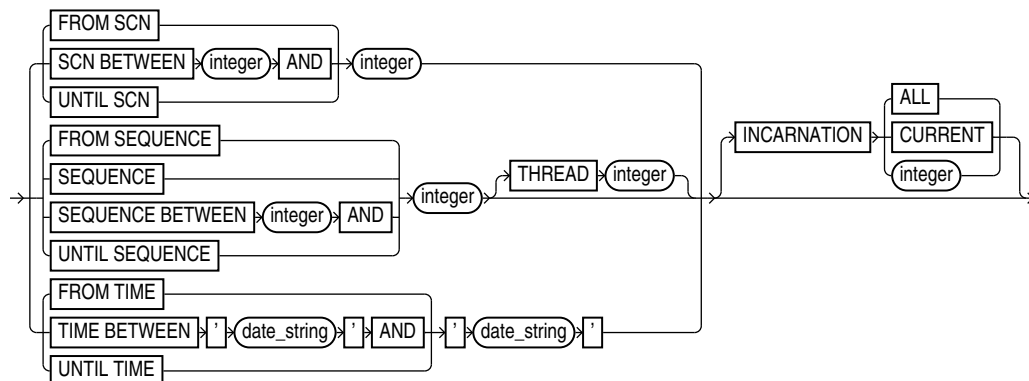 FROM SCN
SCN BETWEEN integer AND integer
UNTIL SCN
FROM SEQUENCE
SEQUENCE
SEQUENCE BETWEEN integer AND integer THREAD integer
UNTIL SEQUENCE
FROM TIME
TIME BETWEEN ’ date_string ’ AND ’ date_string ’
UNTIL TIME
ALL
INCARNATION CURRENT
integer